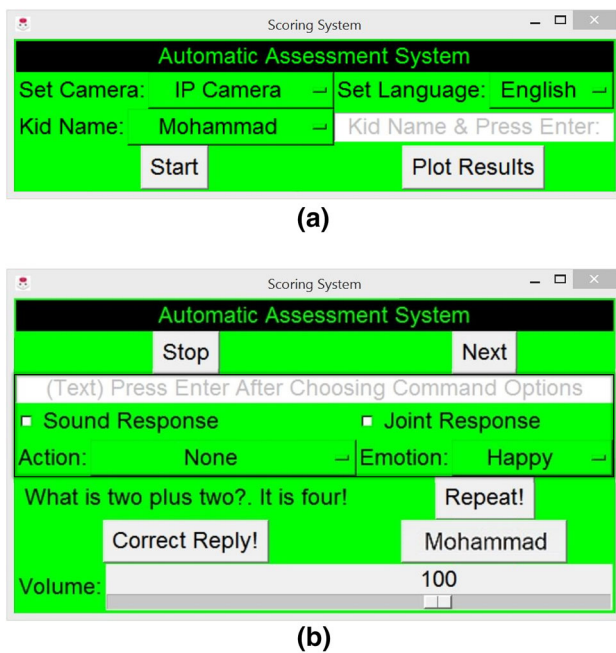 Scoring System
Automatic Assessment System
Set Camera: IP Camera Set Language: English
Kid Name: Mohammad Kid Name & Press Enter:
Start Plot Results
(a)
Scoring System
Automatic Assessment System
Stop Next
(Text) Press Enter After Choosing Command Options
Sound Response Joint Response
Action: None Emotion: Happy
What is two plus two?. It is four! Repeat!
Correct Reply! Mohammad
Volume: 100
(b)